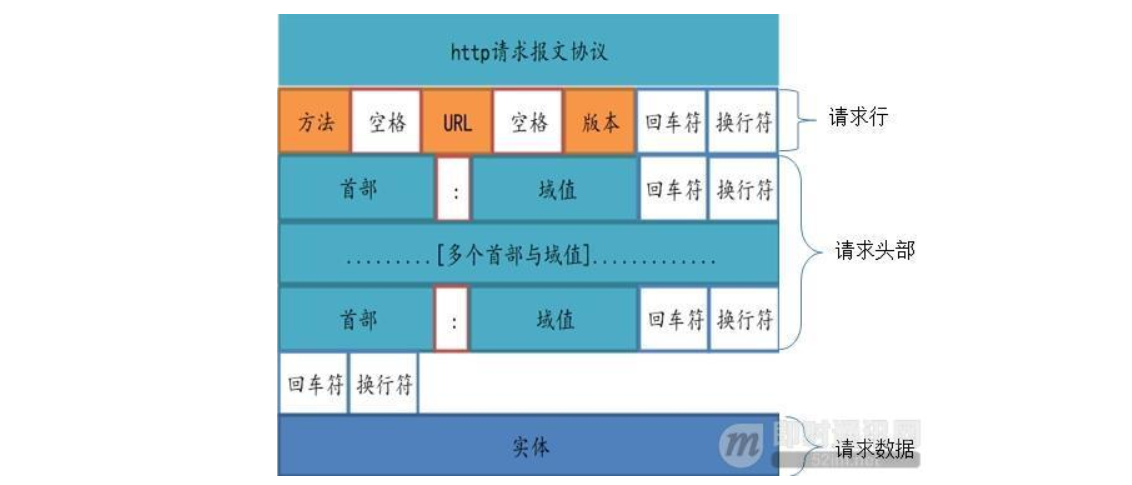 http请求报文协议
方法 空格 URL 空格 版本 回车符 换行符 请求行
首部 : 域值 回车符 换行符
.........[多个首部与域值]............. 请求头部
首部 : 域值 回车符 换行符
回车符 换行符
实体 请求数据
即时通讯网
52im.net